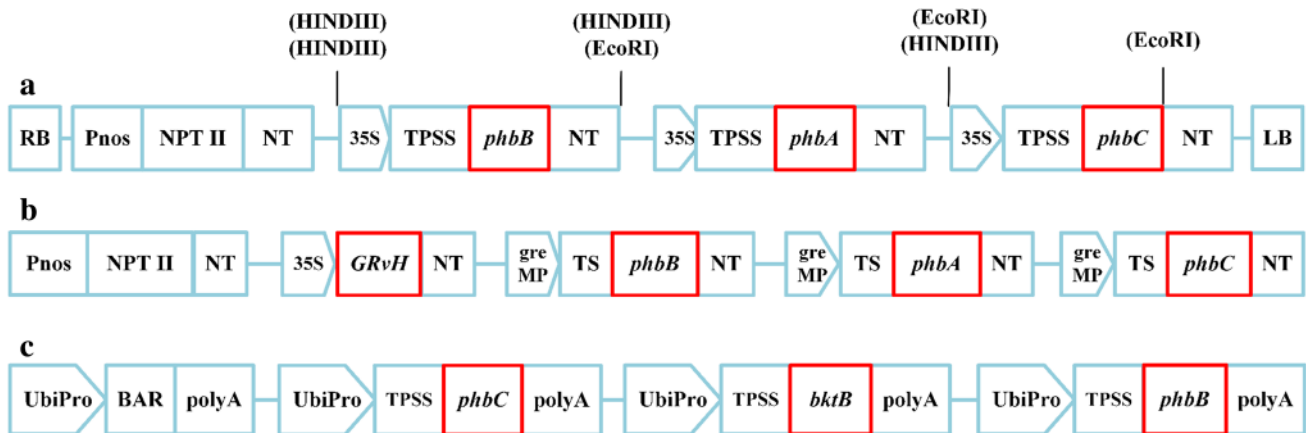 (HINDIII) (HINDIII) (EcoRI)
(HINDIII) (EcoRI) (HINDIII) (EcoRI)
a
RB Pnos NPT II NT 35S TPSS phbB NT 35S TPSS phbA NT 35S TPSS phbC NT LB
b
Pnos NPT II NT 35S GRvH NT gre MP TS phbB NT gre MP TS phbA NT gre MP TS phbC NT
c
UbiPro BAR polyA UbiPro TPSS phbC polyA UbiPro TPSS bktB polyA UbiPro TPSS phbB polyA